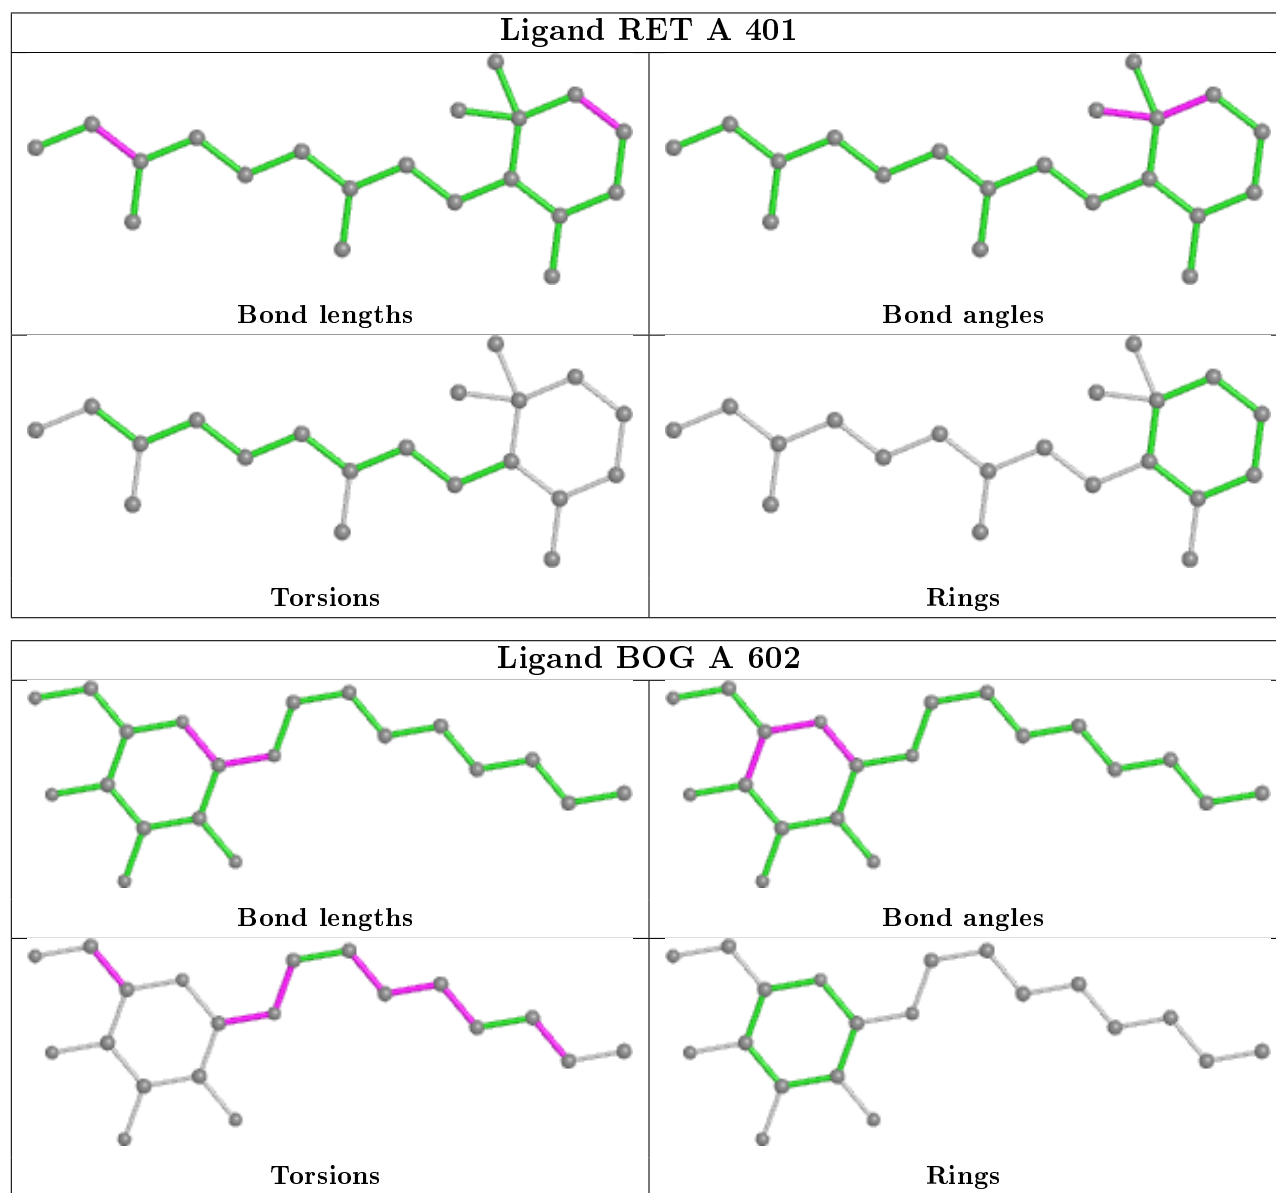 Ligand RET A 401
Bond lengths
Bond angles
Torsions
Rings
Ligand BOG A 602
Bond lengths
Bond angles
Torsions
Rings